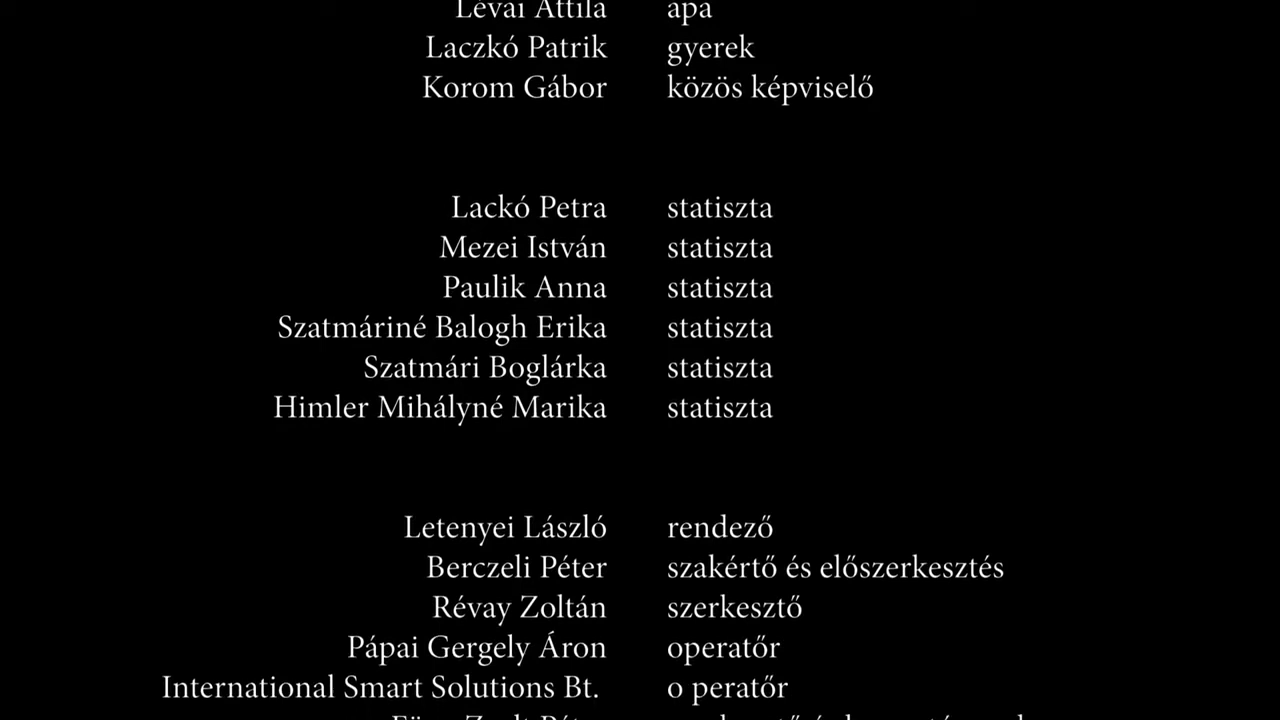 Lévai Attila apa
Laczkó Patrik gyerek
Korom Gábor közös képviselő
Lackó Petra statiszta
Mezei István statiszta
Paulik Anna statiszta
Szatmáriné Balogh Erika statiszta
Szatmári Boglárka statiszta
Himler Mihályné Marika statiszta
Letenyei László rendező
Berczeli Péter szakértő és előszerkesztés
Révay Zoltán szerkesztő
Pápai Gergely Áron operatőr
International Smart Solutions Bt. o peratőr